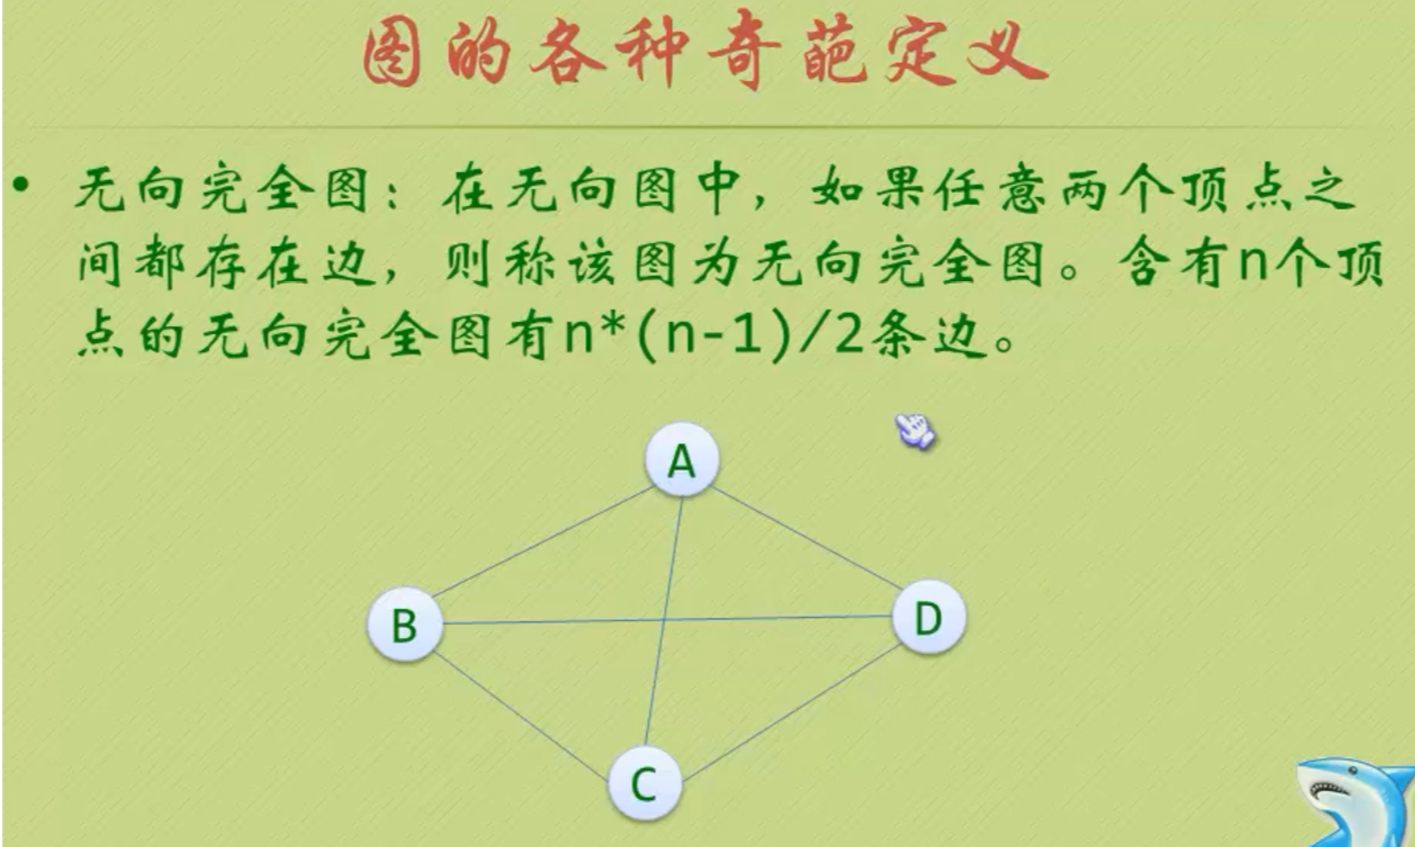 图的各种奇葩定义
• 无向完全图：在无向图中，如果任意两个顶点之
间都存在边，则称该图为无向完全图。含有n个顶
点的无向完全图有n*(n-1)/2条边。
A
B
D
C